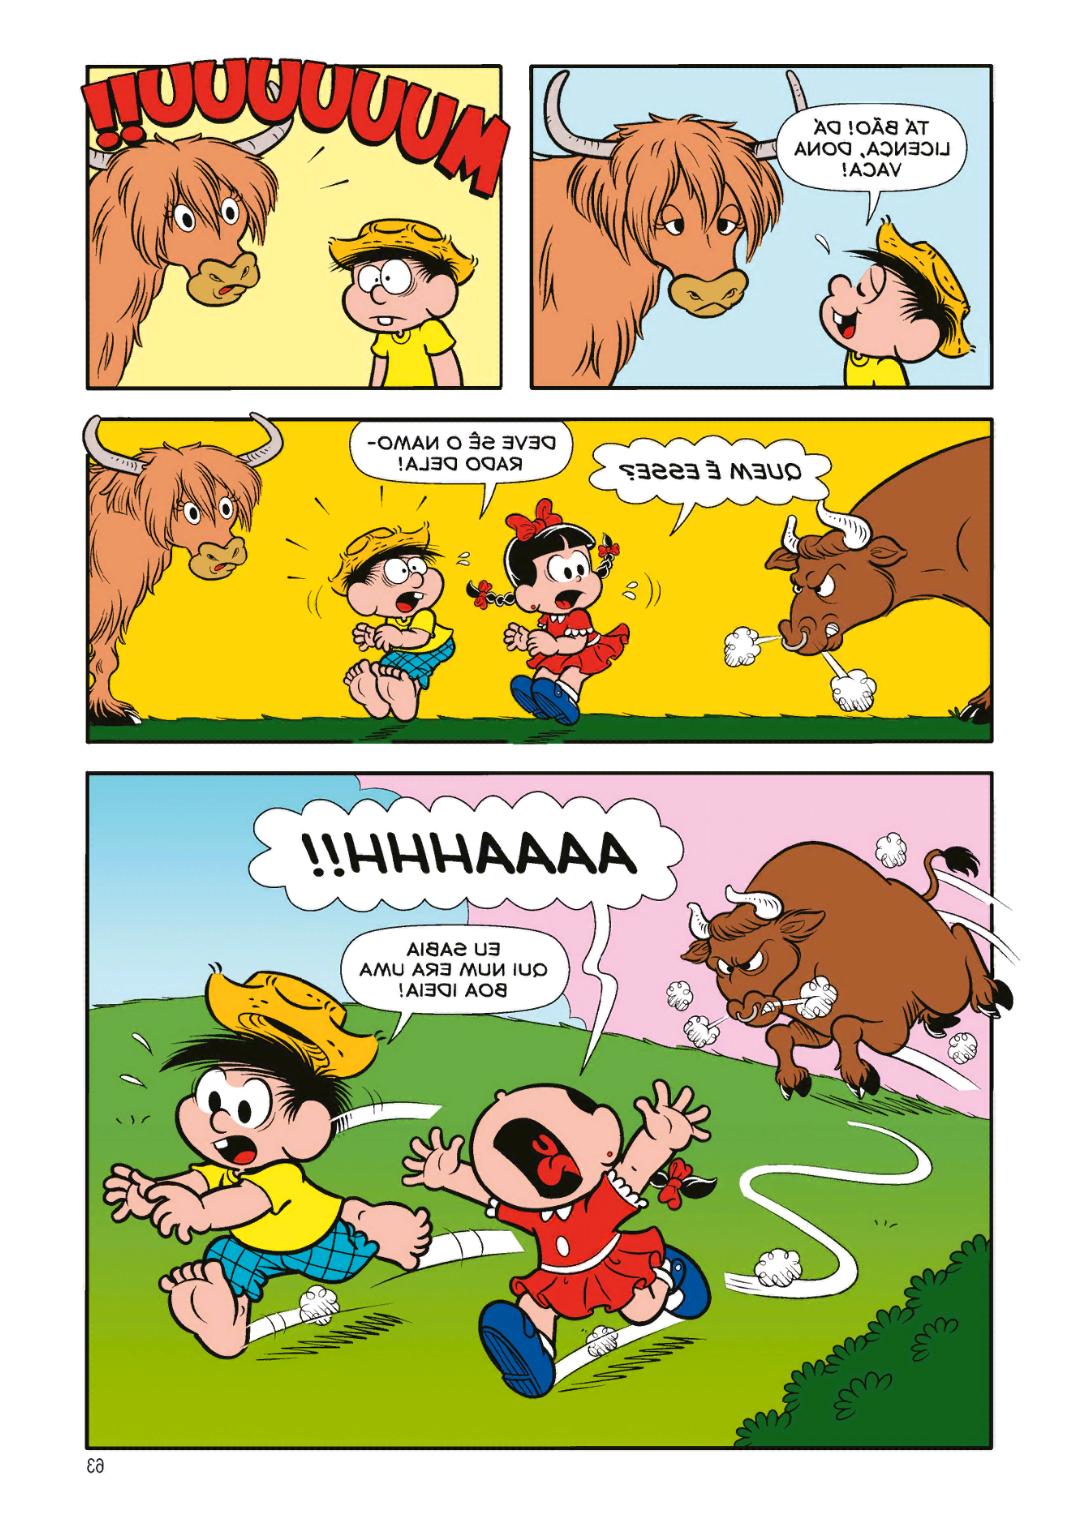 TÁ BÃO! DÁ
LICENÇA, DONA
VACA!
MUUUUUUU!!
QUEM É ESSE?
DEVE SÊ O NAMO-
RADO DELA!
AAAAHHH!!
EU SABIA
QUI NUM ERA UMA
BOA IDEIA!
63